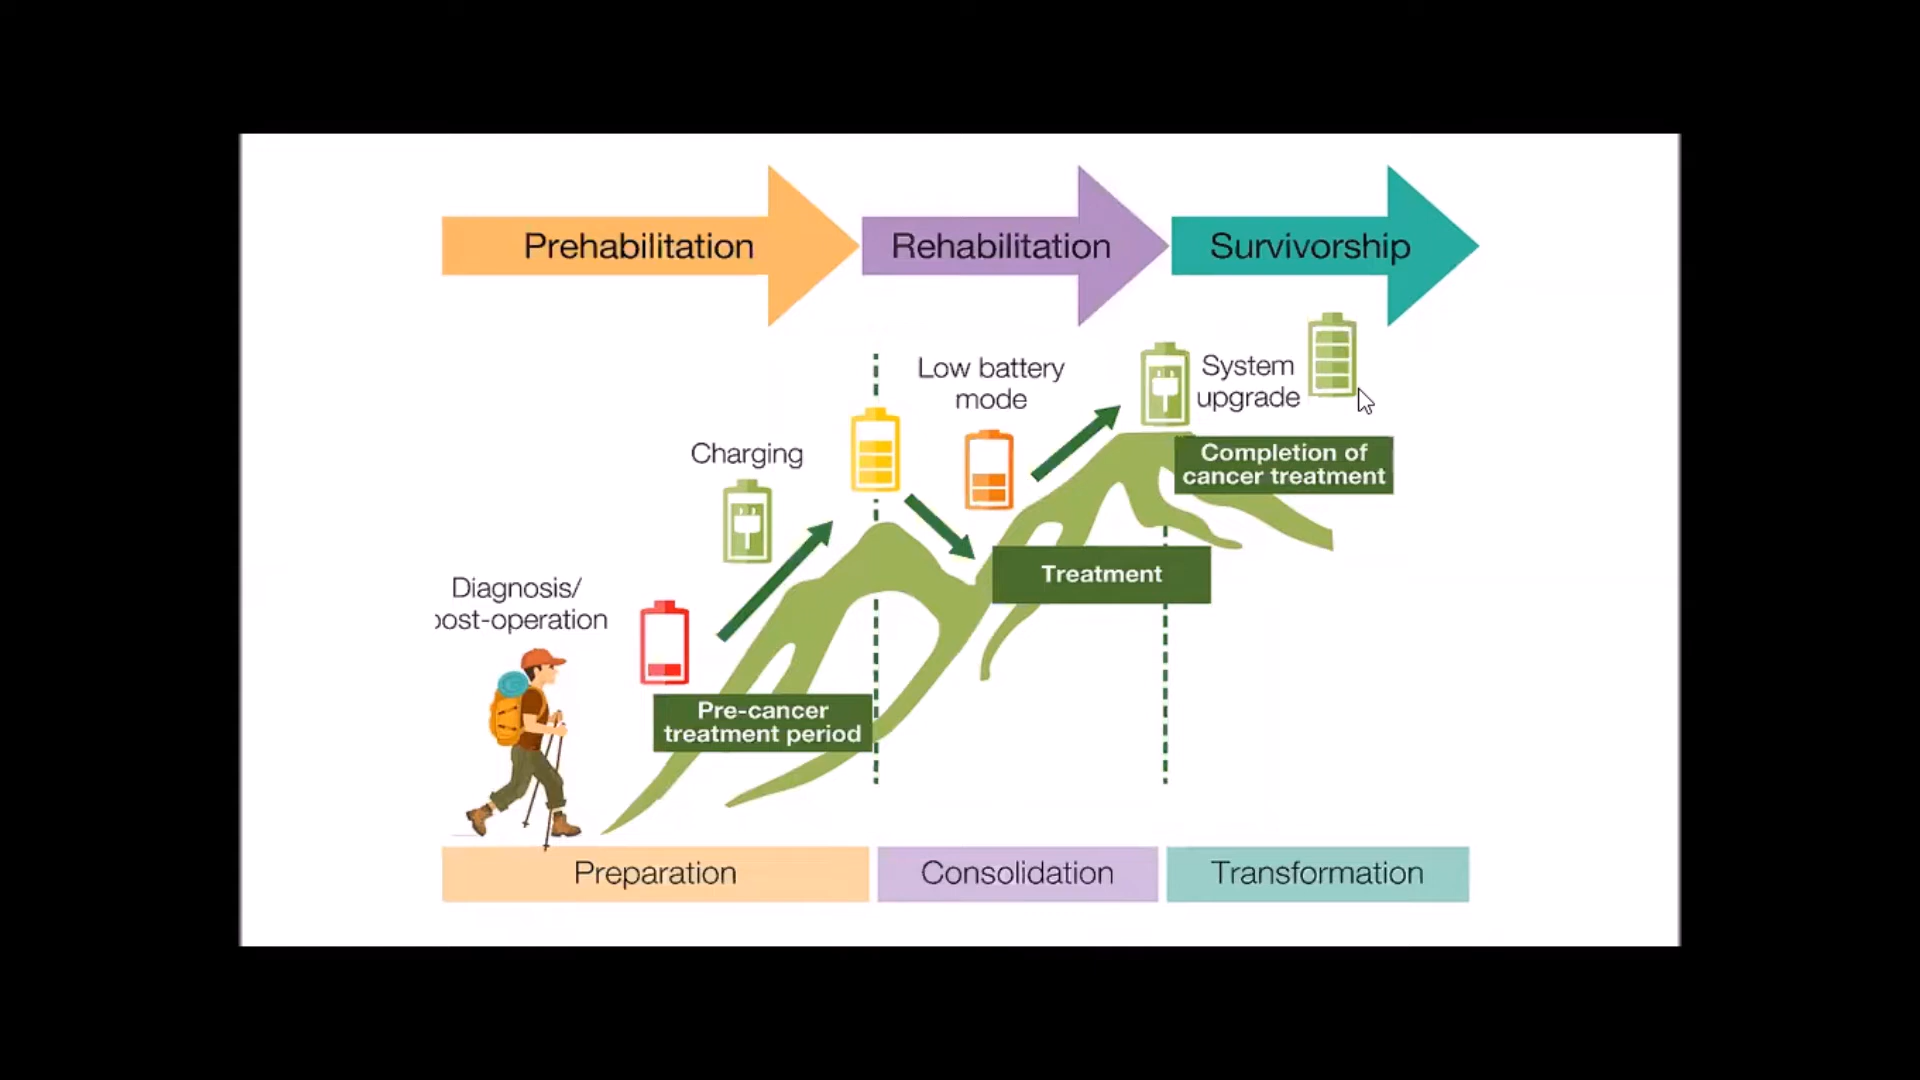 Prehabilitation
Rehabilitation
Survivorship
Low battery
mode
System
upgrade
Charging
Completion of
cancer treatment
Treatment
Diagnosis/
post-operation
Pre-cancer
treatment period
Preparation
Consolidation
Transformation